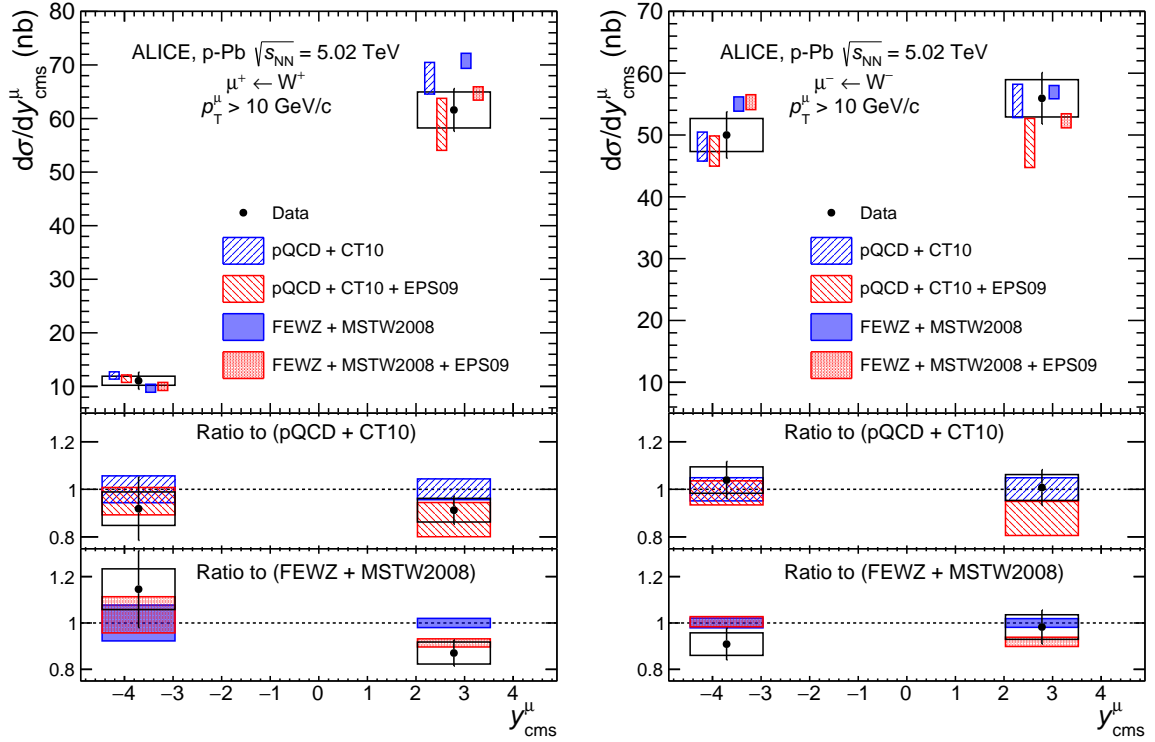 dσ/dy^μ_cms (nb)
80
70
60
50
40
30
20
10
ALICE, p-Pb √s_NN = 5.02 TeV
μ⁺ ← W⁺
p_T^μ > 10 GeV/c
Data
pQCD + CT10
pQCD + CT10 + EPS09
FEWZ + MSTW2008
FEWZ + MSTW2008 + EPS09
Ratio to (pQCD + CT10)
1.2
1
0.8
Ratio to (FEWZ + MSTW2008)
1.2
1
0.8
−4 −3 −2 −1 0 1 2 3 4
y^μ_cms
dσ/dy^μ_cms (nb)
70
60
50
40
30
20
10
0
ALICE, p-Pb √s_NN = 5.02 TeV
μ⁻ ← W⁻
p_T^μ > 10 GeV/c
Data
pQCD + CT10
pQCD + CT10 + EPS09
FEWZ + MSTW2008
FEWZ + MSTW2008 + EPS09
Ratio to (pQCD + CT10)
1.2
1
0.8
Ratio to (FEWZ + MSTW2008)
1.2
1
0.8
−4 −3 −2 −1 0 1 2 3 4
y^μ_cms